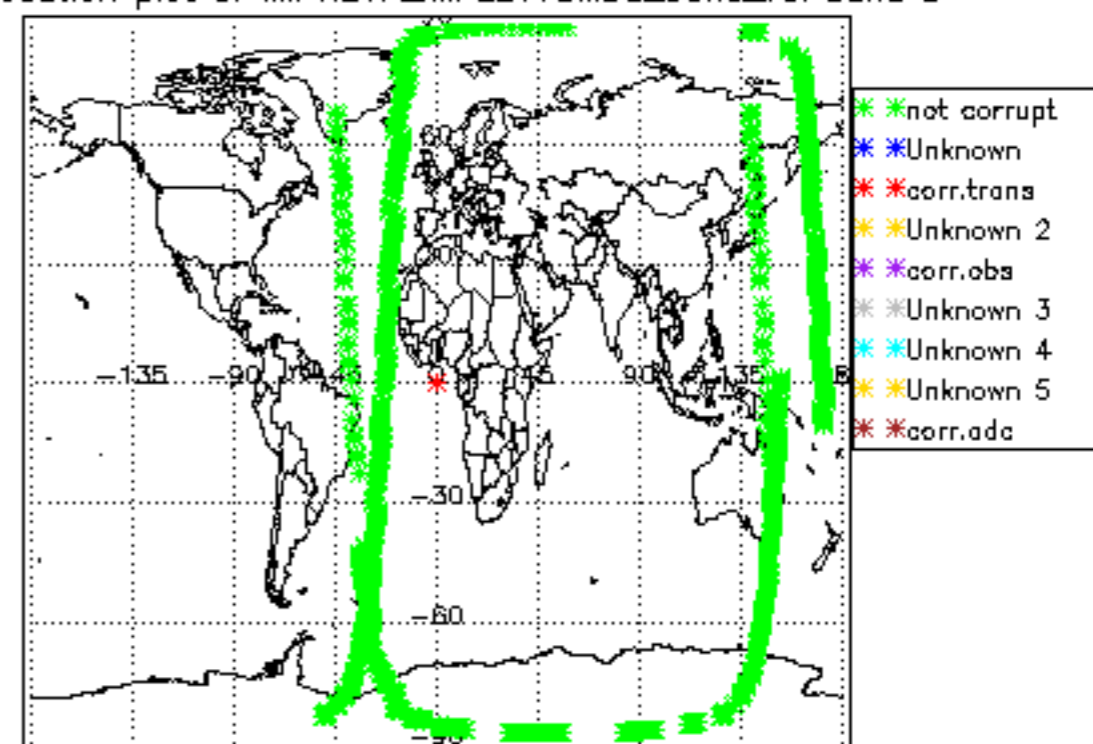 60
-135 -90 -45 45 90 135
-30
-60
-90
not corrupt
Unknown
corr.trans
Unknown 2
corr.obs
Unknown 3
Unknown 4
Unknown 5
corr.adc